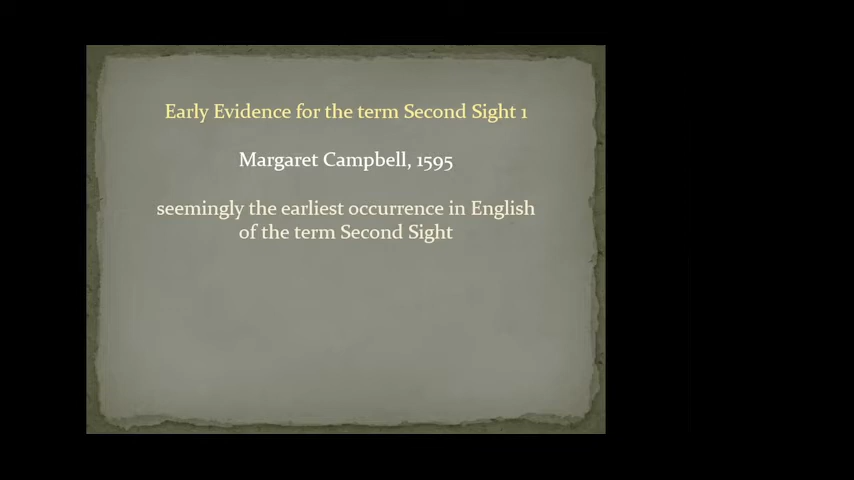 Early Evidence for the term Second Sight 1
Margaret Campbell, 1595
seemingly the earliest occurrence in English
of the term Second Sight